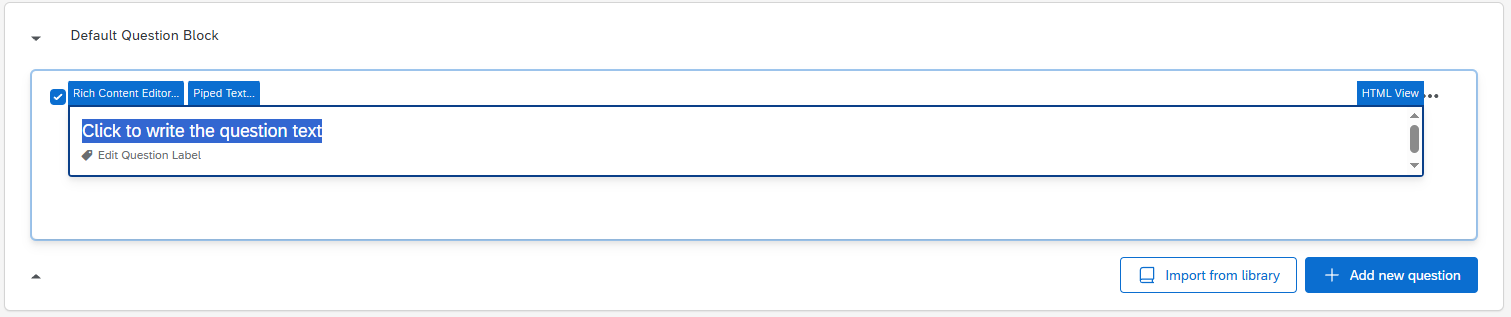 Default Question Block
Rich Content Editor... Piped Text... HTML View
Click to write the question text
Edit Question Label
Import from library Add new question